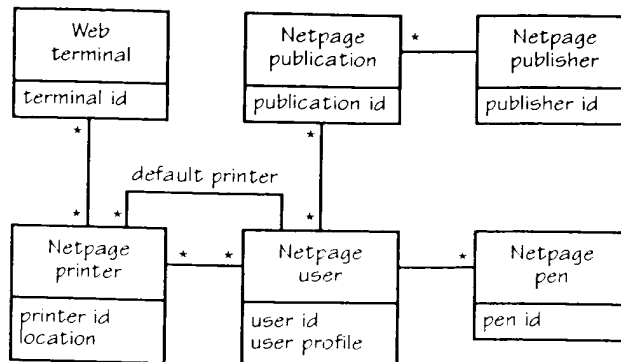 Web
terminal
terminal id
Netpage
publication
publication id
*
Netpage
publisher
publisher id
*
*
default printer
*
*
*
Netpage
printer
printer id
location
*
*
Netpage
user
user id
user profile
*
Netpage
pen
pen id